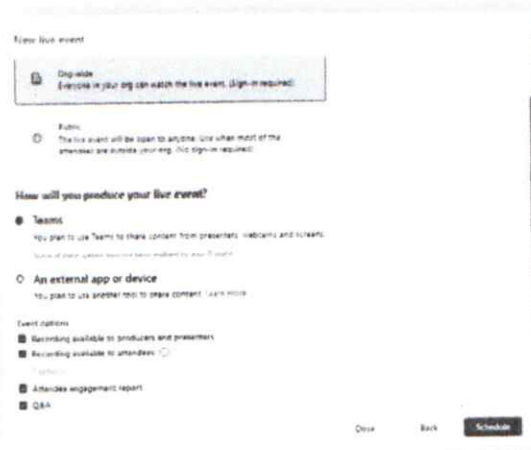 New live event
Org-wide
Everyone in your org can watch the live event. (Sign-in required)
Public
The live event will be open to anyone. Use when most of the
attendees are outside your org. (No sign-in required)
How will you produce your live event?
Teams
You plan to use Teams to share content from presenters' webcams and screens.
An external app or device
You plan to use another tool to share content. Learn more
Event options
Recording available to producers and presenters
Recording available to attendees
Captions
Attendee engagement report
Q&A
Close Back Schedule